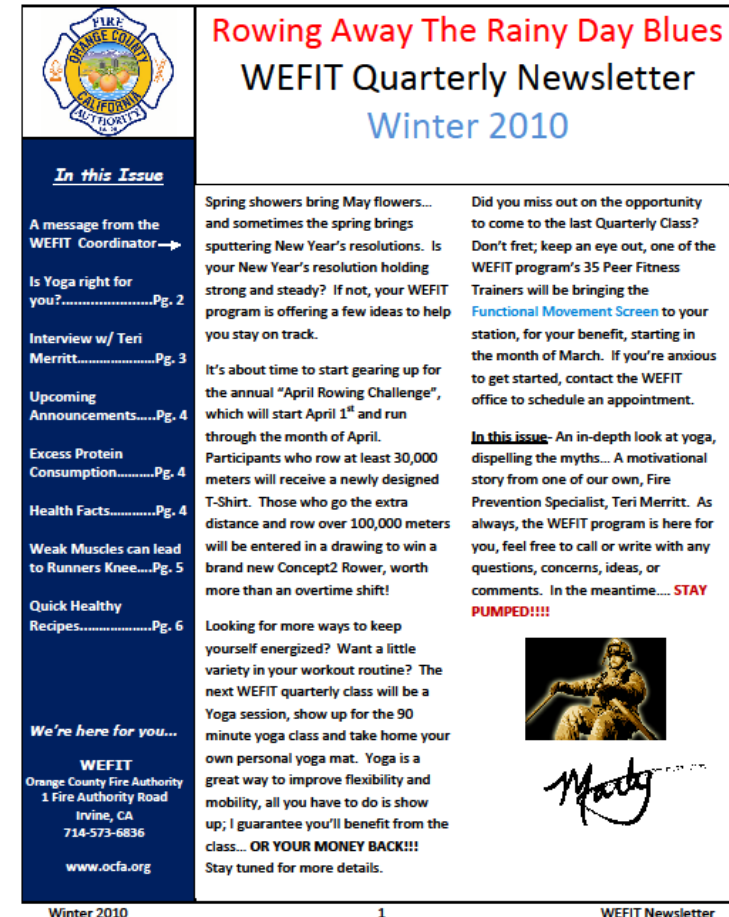 FIRE
ORANGE COUNTY
CALIFORNIA
AUTHORITY
Rowing Away The Rainy Day Blues
WEFIT Quarterly Newsletter
Winter 2010
In this Issue
A message from the
WEFIT Coordinator
Is Yoga right for
you?.......................Pg. 2
Interview w/ Teri
Merritt....................Pg. 3
Upcoming
Announcements.....Pg. 4
Excess Protein
Consumption..........Pg. 4
Health Facts............Pg. 4
Weak Muscles can lead
to Runners Knee....Pg. 5
Quick Healthy
Recipes...................Pg. 6
We're here for you...
WEFIT
Orange County Fire Authority
1 Fire Authority Road
Irvine, CA
714-573-6836
www.ocfa.org
Spring showers bring May flowers...
and sometimes the spring brings
sputtering New Year's resolutions. Is
your New Year's resolution holding
strong and steady? If not, your WEFIT
program is offering a few ideas to help
you stay on track.
It's about time to start gearing up for
the annual "April Rowing Challenge",
which will start April 1st and run
through the month of April.
Participants who row at least 30,000
meters will receive a newly designed
T-Shirt. Those who go the extra
distance and row over 100,000 meters
will be entered in a drawing to win a
brand new Concept2 Rower, worth
more than an overtime shift!
Looking for more ways to keep
yourself energized? Want a little
variety in your workout routine? The
next WEFIT quarterly class will be a
Yoga session, show up for the 90
minute yoga class and take home your
own personal yoga mat. Yoga is a
great way to improve flexibility and
mobility, all you have to do is show
up; I guarantee you'll benefit from the
class... OR YOUR MONEY BACK!!!
Stay tuned for more details.
Did you miss out on the opportunity
to come to the last Quarterly Class?
Don't fret; keep an eye out, one of the
WEFIT program's 35 Peer Fitness
Trainers will be bringing the
Functional Movement Screen to your
station, for your benefit, starting in
the month of March. If you're anxious
to get started, contact the WEFIT
office to schedule an appointment.
In this issue- An in-depth look at yoga,
dispelling the myths... A motivational
story from one of our own, Fire
Prevention Specialist, Teri Merritt. As
always, the WEFIT program is here for
you, feel free to call or write with any
questions, concerns, ideas, or
comments. In the meantime.... STAY
PUMPED!!!!
Marty
Winter 2010 1 WEFIT Newsletter